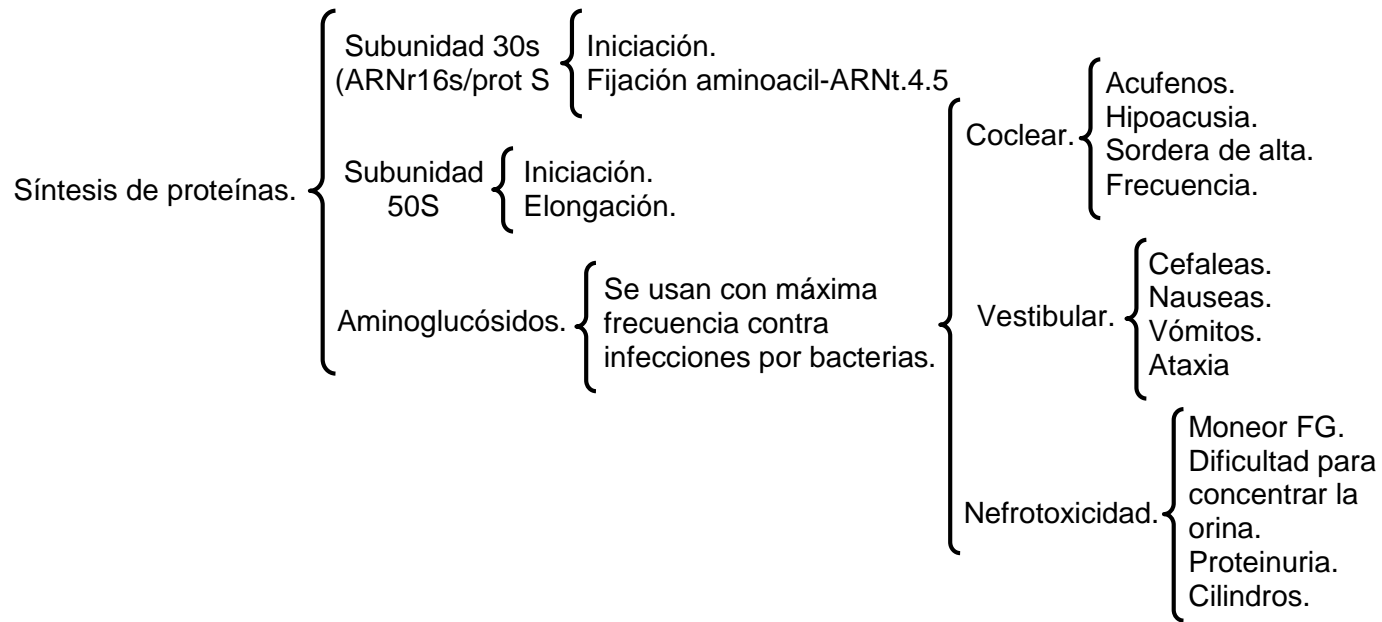 Síntesis de proteínas.
Subunidad 30s
(ARNr16s/prot S
Iniciación.
Fijación aminoacil-ARNt.4.5
Subunidad
50S
Iniciación.
Elongación.
Aminoglucósidos.
Se usan con máxima
frecuencia contra
infecciones por bacterias.
Coclear.
Acufenos.
Hipoacusia.
Sordera de alta.
Frecuencia.
Vestibular.
Cefaleas.
Nauseas.
Vómitos.
Ataxia
Nefrotoxicidad.
Moneor FG.
Dificultad para
concentrar la
orina.
Proteinuria.
Cilindros.